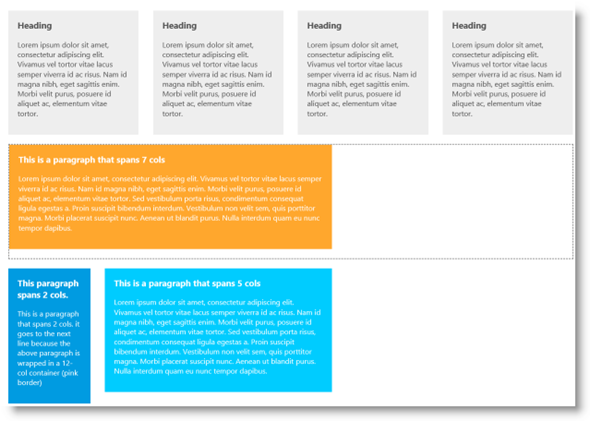 Heading
Lorem ipsum dolor sit amet,
consectetur adipiscing elit.
Vivamus vel tortor vitae lacus
semper viverra id ac risus. Nam id
magna nibh, eget sagittis enim.
Morbi velit purus, posuere id
aliquet ac, elementum vitae
tortor.
Heading
Lorem ipsum dolor sit amet,
consectetur adipiscing elit.
Vivamus vel tortor vitae lacus
semper viverra id ac risus. Nam id
magna nibh, eget sagittis enim.
Morbi velit purus, posuere id
aliquet ac, elementum vitae
tortor.
Heading
Lorem ipsum dolor sit amet,
consectetur adipiscing elit.
Vivamus vel tortor vitae lacus
semper viverra id ac risus. Nam id
magna nibh, eget sagittis enim.
Morbi velit purus, posuere id
aliquet ac, elementum vitae
tortor.
Heading
Lorem ipsum dolor sit amet,
consectetur adipiscing elit.
Vivamus vel tortor vitae lacus
semper viverra id ac risus. Nam id
magna nibh, eget sagittis enim.
Morbi velit purus, posuere id
aliquet ac, elementum vitae
tortor.
This is a paragraph that spans 7 cols
Lorem ipsum dolor sit amet, consectetur adipiscing elit. Vivamus vel tortor vitae lacus semper
viverra id ac risus. Nam id magna nibh, eget sagittis enim. Morbi velit purus, posuere id
aliquet ac, elementum vitae tortor. Sed vestibulum porta risus, condimentum consequat
ligula egestas a. Proin suscipit bibendum interdum. Vestibulum non velit sem, quis porttitor
magna. Morbi placerat suscipit nunc. Aenean ut blandit purus. Nulla interdum quam eu nunc
tempor dapibus.
This paragraph
spans 2 cols.
This is a paragraph
that spans 2 cols. it
goes to the next
line because the
above paragraph is
wrapped in a 12-
col container (pink
border)
This is a paragraph that spans 5 cols
Lorem ipsum dolor sit amet, consectetur adipiscing elit. Vivamus vel
tortor vitae lacus semper viverra id ac risus. Nam id magna nibh, eget
sagittis enim. Morbi velit purus, posuere id aliquet ac,
elementum vitae tortor. Sed vestibulum porta risus,
condimentum consequat ligula egestas a. Proin suscipit bibendum
interdum. Vestibulum non velit sem, quis porttitor
magna. Morbi placerat suscipit nunc. Aenean ut blandit purus.
Nulla interdum quam eu nunc tempor dapibus.